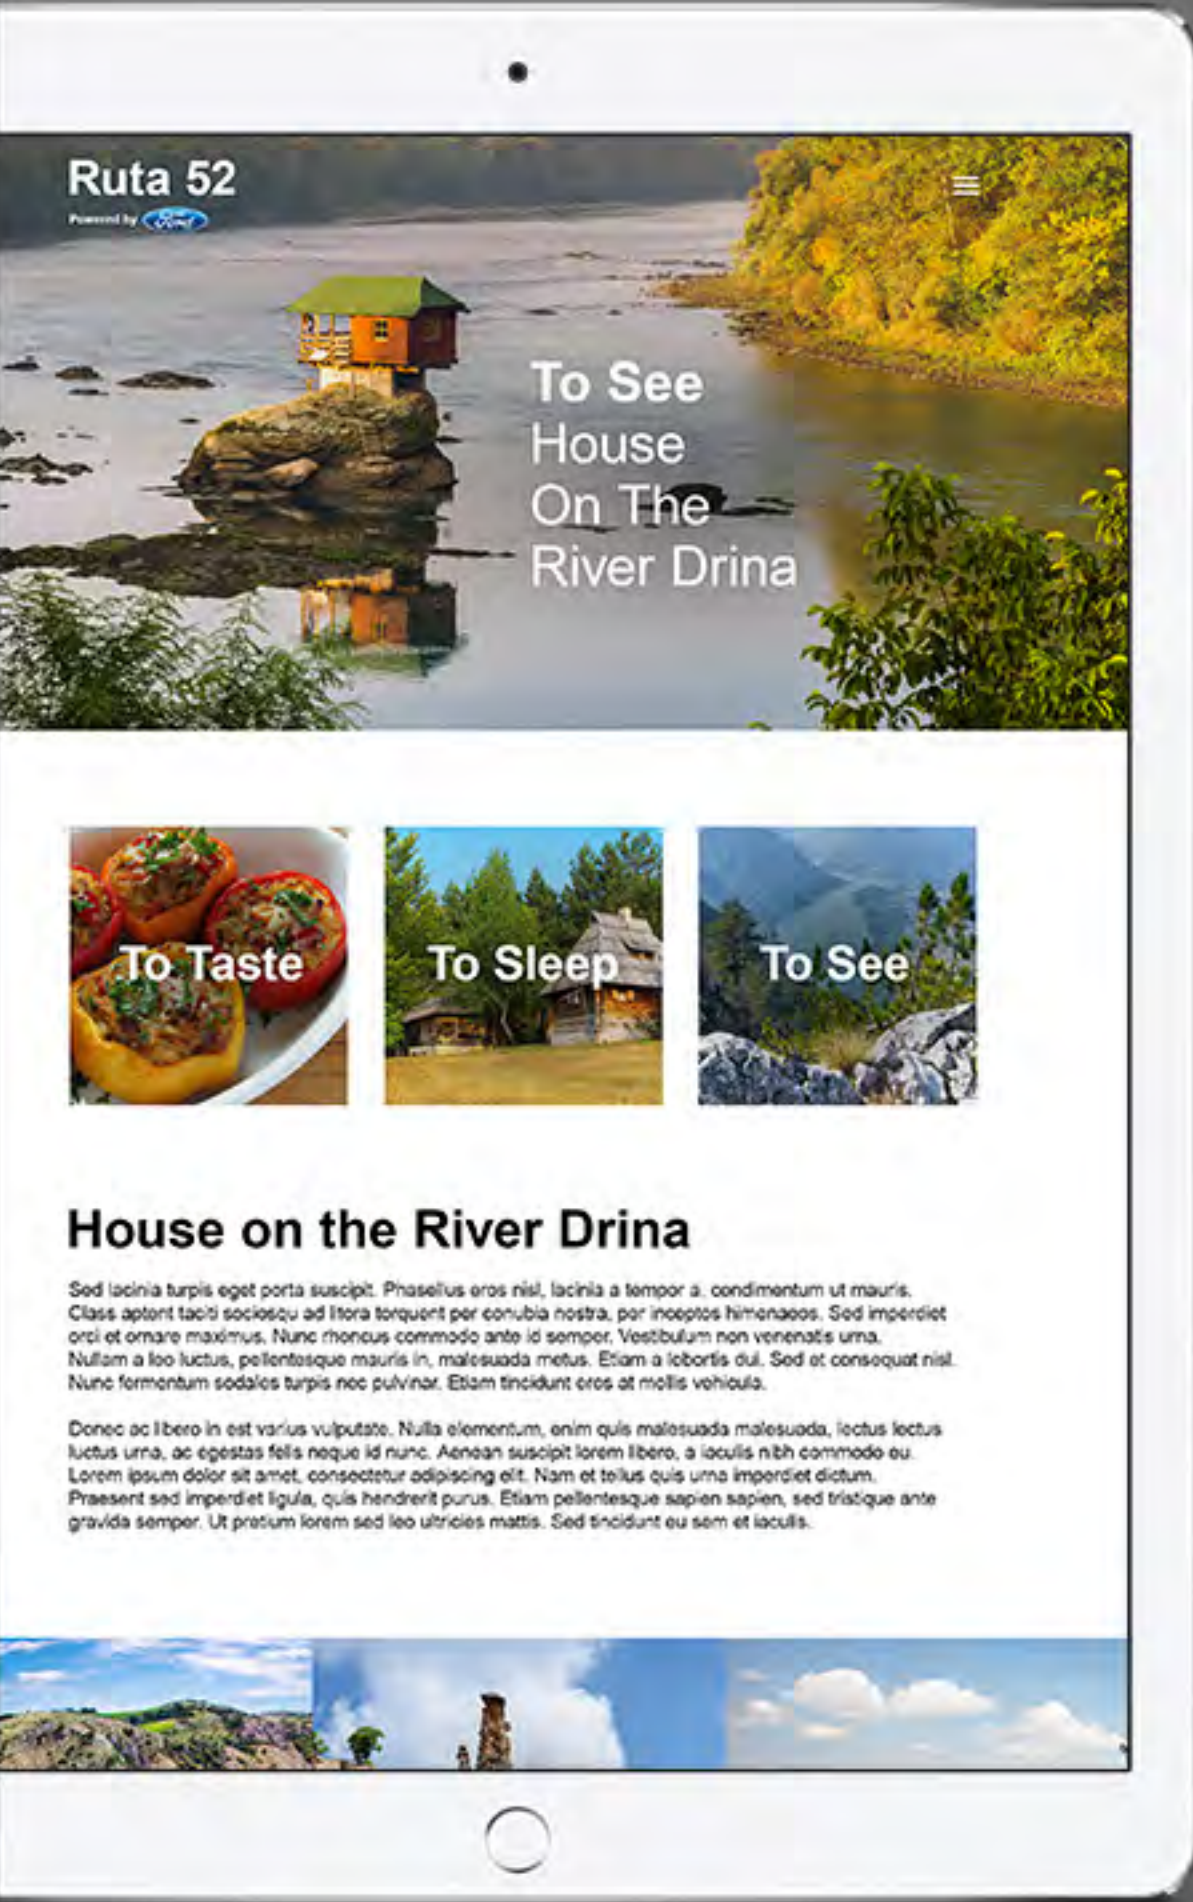 Ruta 52
Powered by Ford
To See
House
On The
River Drina
To Taste
To Sleep
To See
House on the River Drina
Sed lacinia turpis eget porta suscipit. Phasellus eros nisl, lacinia a tempor a, condimentum ut mauris.
Class aptent taciti sociosqu ad litora torquent per conubia nostra, per inceptos himenaeos. Sed imperdiet
orci et ornare maximus. Nunc rhoncus commodo ante id semper. Vestibulum non venenatis urna.
Nullam a leo luctus, pellentesque mauris in, malesuada metus. Etiam a lobortis dui. Sed et consequat nisl.
Nunc fermentum sodales turpis nec pulvinar. Etiam tincidunt eros at mollis vehicula.
Donec ac libero in est varius vulputate. Nulla elementum, enim quis malesuada malesuada, lectus lectus
luctus urna, ac egestas felis neque id nunc. Aenean suscipit lorem libero, a iaculis nibh commodo eu.
Lorem ipsum dolor sit amet, consectetur adipiscing elit. Nam et tellus quis urna imperdiet dictum.
Praesent sed imperdiet ligula, quis hendrerit purus. Etiam pellentesque sapien sapien, sed tristique ante
gravida semper. Ut pretium lorem sed leo ultricies mattis. Sed tincidunt eu sem et iaculis.